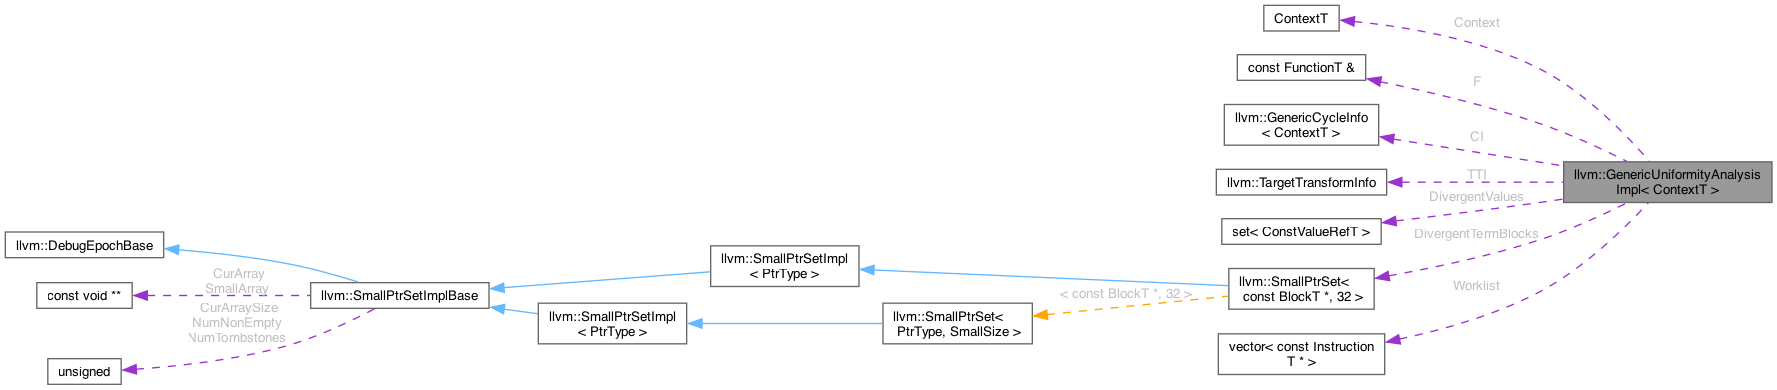 ContextT
Context
const FunctionT &
F
llvm::GenericCycleInfo
< ContextT >
CI
llvm::GenericUniformityAnalysis
Impl< ContextT >
llvm::TargetTransformInfo
TTI
DivergentValues
set< ConstValueRefT >
DivergentTermBlocks
llvm::DebugEpochBase
llvm::SmallPtrSetImpl
< PtrType >
CurArray
SmallArray
const void **
llvm::SmallPtrSetImplBase
< const BlockT *, 32 >
llvm::SmallPtrSet<
const BlockT *, 32 >
Worklist
CurArraySize
NumNonEmpty
NumTombstones
llvm::SmallPtrSetImpl
< PtrType >
llvm::SmallPtrSet<
PtrType, SmallSize >
vector< const Instruction
T * >
unsigned